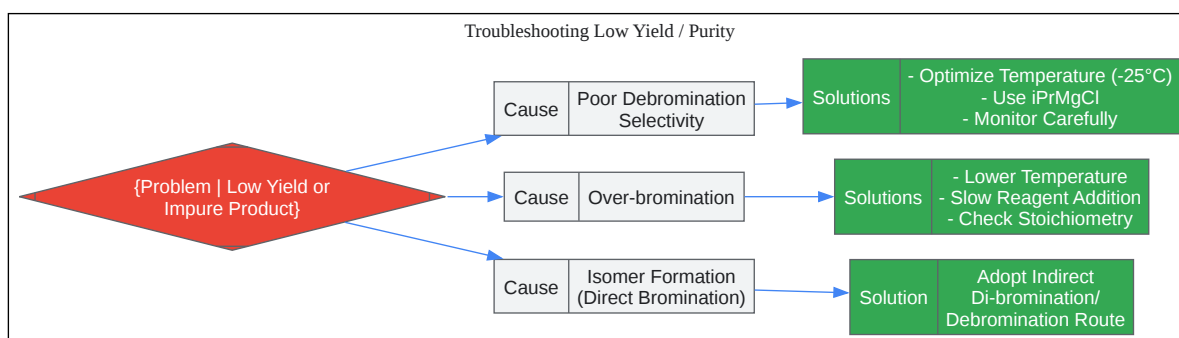 Troubleshooting Low Yield / Purity
{Problem | Low Yield or
Impure Product}
Cause
Poor Debromination
Selectivity
Solutions
- Optimize Temperature (-25°C)
- Use iPrMgCl
- Monitor Carefully
Cause
Over-bromination
Solutions
- Lower Temperature
- Slow Reagent Addition
- Check Stoichiometry
Cause
Isomer Formation
(Direct Bromination)
Solution
Adopt Indirect
Di-bromination/
Debromination Route